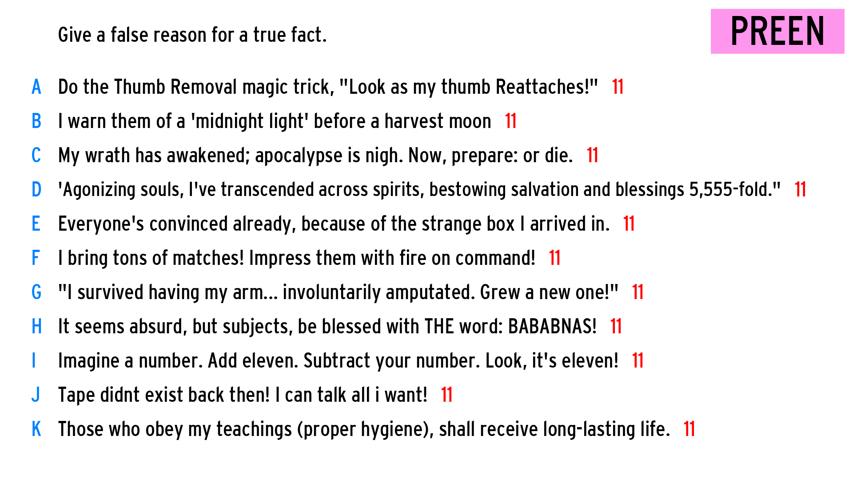 Give a false reason for a true fact.
PREEN
A Do the Thumb Removal magic trick, "Look as my thumb Reattaches!" 11
B I warn them of a 'midnight light' before a harvest moon 11
C My wrath has awakened; apocalypse is nigh. Now, prepare: or die. 11
D 'Agonizing souls, I've transcended across spirits, bestowing salvation and blessings 5,555-fold." 11
E Everyone's convinced already, because of the strange box I arrived in. 11
F I bring tons of matches! Impress them with fire on command! 11
G "I survived having my arm... involuntarily amputated. Grew a new one!" 11
H It seems absurd, but subjects, be blessed with THE word: BABABNAS! 11
I Imagine a number. Add eleven. Subtract your number. Look, it's eleven! 11
J Tape didnt exist back then! I can talk all i want! 11
K Those who obey my teachings (proper hygiene), shall receive long-lasting life. 11